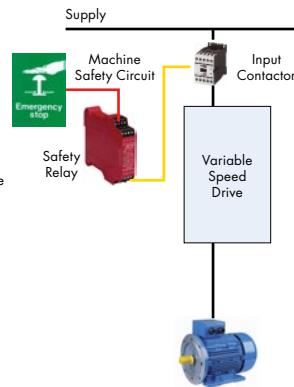 Supply
Machine
Safety Circuit
Input
Contactor
Emergency
stop
Safety
Relay
e
Variable
Speed
Drive